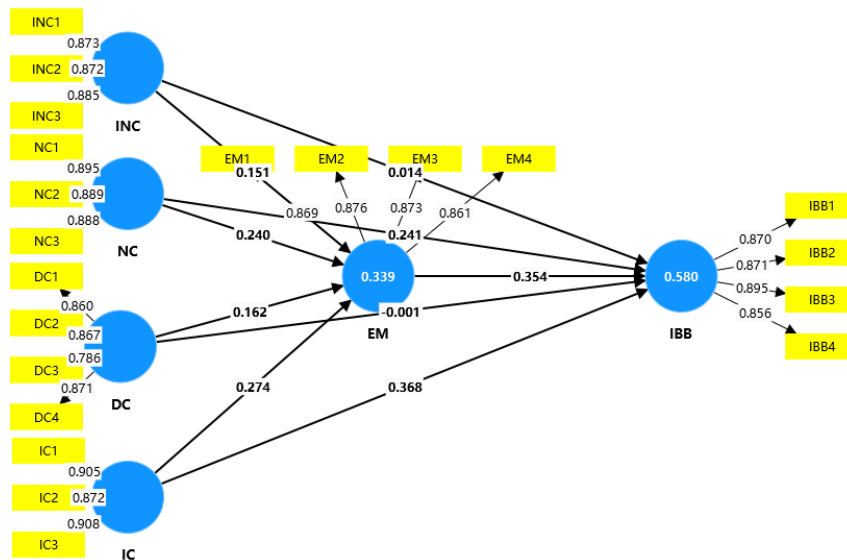 INC1
0.873
INC2
0.872
0.885
INC3
INC
NC1
0.895
NC2
0.889
0.888
NC3
NC
DC1
0.860
DC2
0.867
0.786
DC3
0.871
DC4
DC
IC1
0.905
IC2
0.872
0.908
IC3
IC
EM1
EM2
EM3
EM4
0.151
0.014
0.869
0.876
0.873
0.861
0.240
0.241
0.339
0.354
EM
0.162
-0.001
0.274
0.368
0.580
IBB
IBB1
0.870
IBB2
0.871
0.895
IBB3
0.856
IBB4